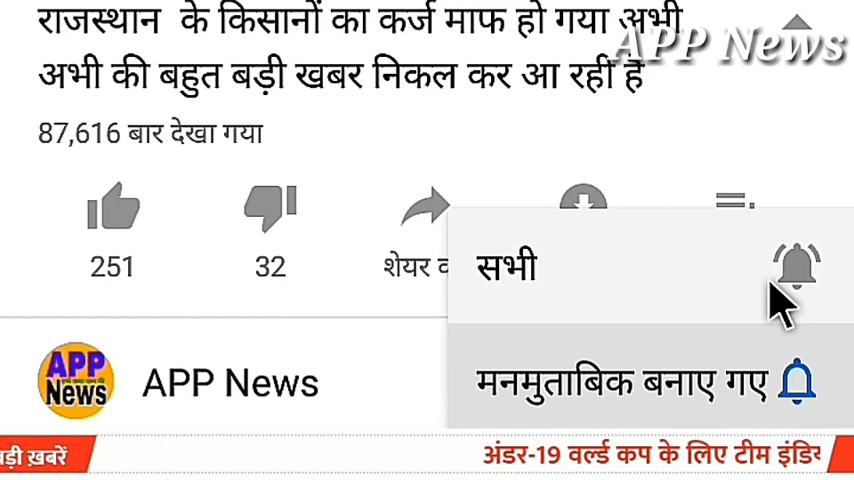 राजस्थान के किसानों का कर्ज माफ हो गया अभी
APP News
अभी की बहुत बड़ी खबर निकल कर आ रही है
87,616 बार देखा गया
251
32
शेयर
सभी
APP News
APP News
मनमुताबिक बनाए गए
ड़ी ख़बरें
अंडर-19 वर्ल्ड कप के लिए टीम